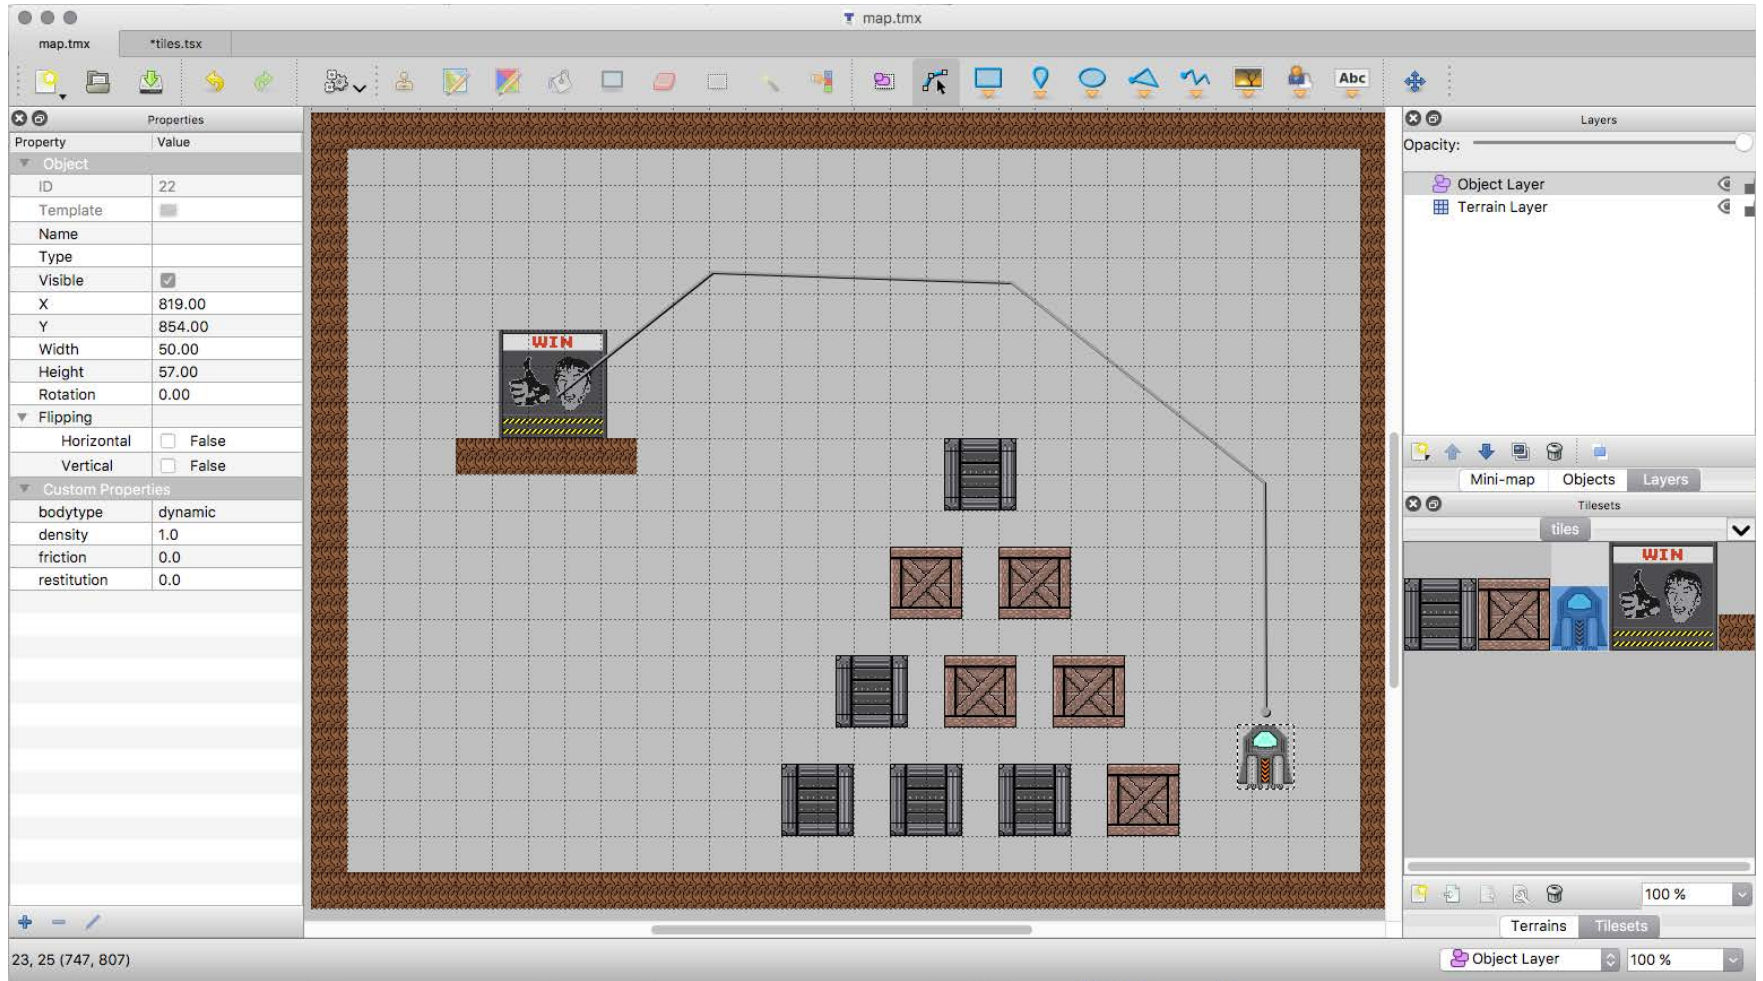 map.tmx
map.tmx *tiles.tsx
Abc
Properties
Property Value
Object
ID 22
Template
Name
Type
Visible
X 819.00
Y 854.00
Width 50.00
Height 57.00
Rotation 0.00
Flipping
Horizontal False
Vertical False
Custom Properties
bodytype dynamic
density 1.0
friction 0.0
restitution 0.0
WIN
Layers
Opacity:
Object Layer
Terrain Layer
Mini-map Objects Layers
Tilesets
tiles
WIN
100 %
Terrains Tilesets
23, 25 (747, 807)
Object Layer 100 %